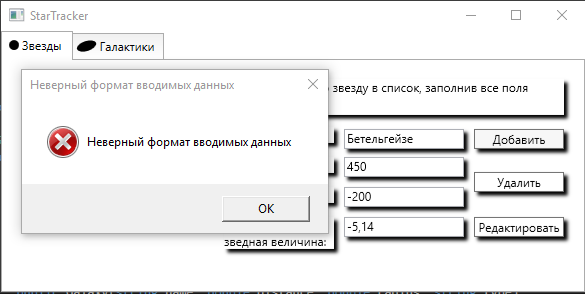 StarTracker
Звезды
Галактики
Неверный формат вводимых данных
звезду в список, заполнив все поля
Неверный формат вводимых данных
Бетельгейзе
Добавить
450
Удалить
-200
OK
-5,14
Редактировать
звездная величина: